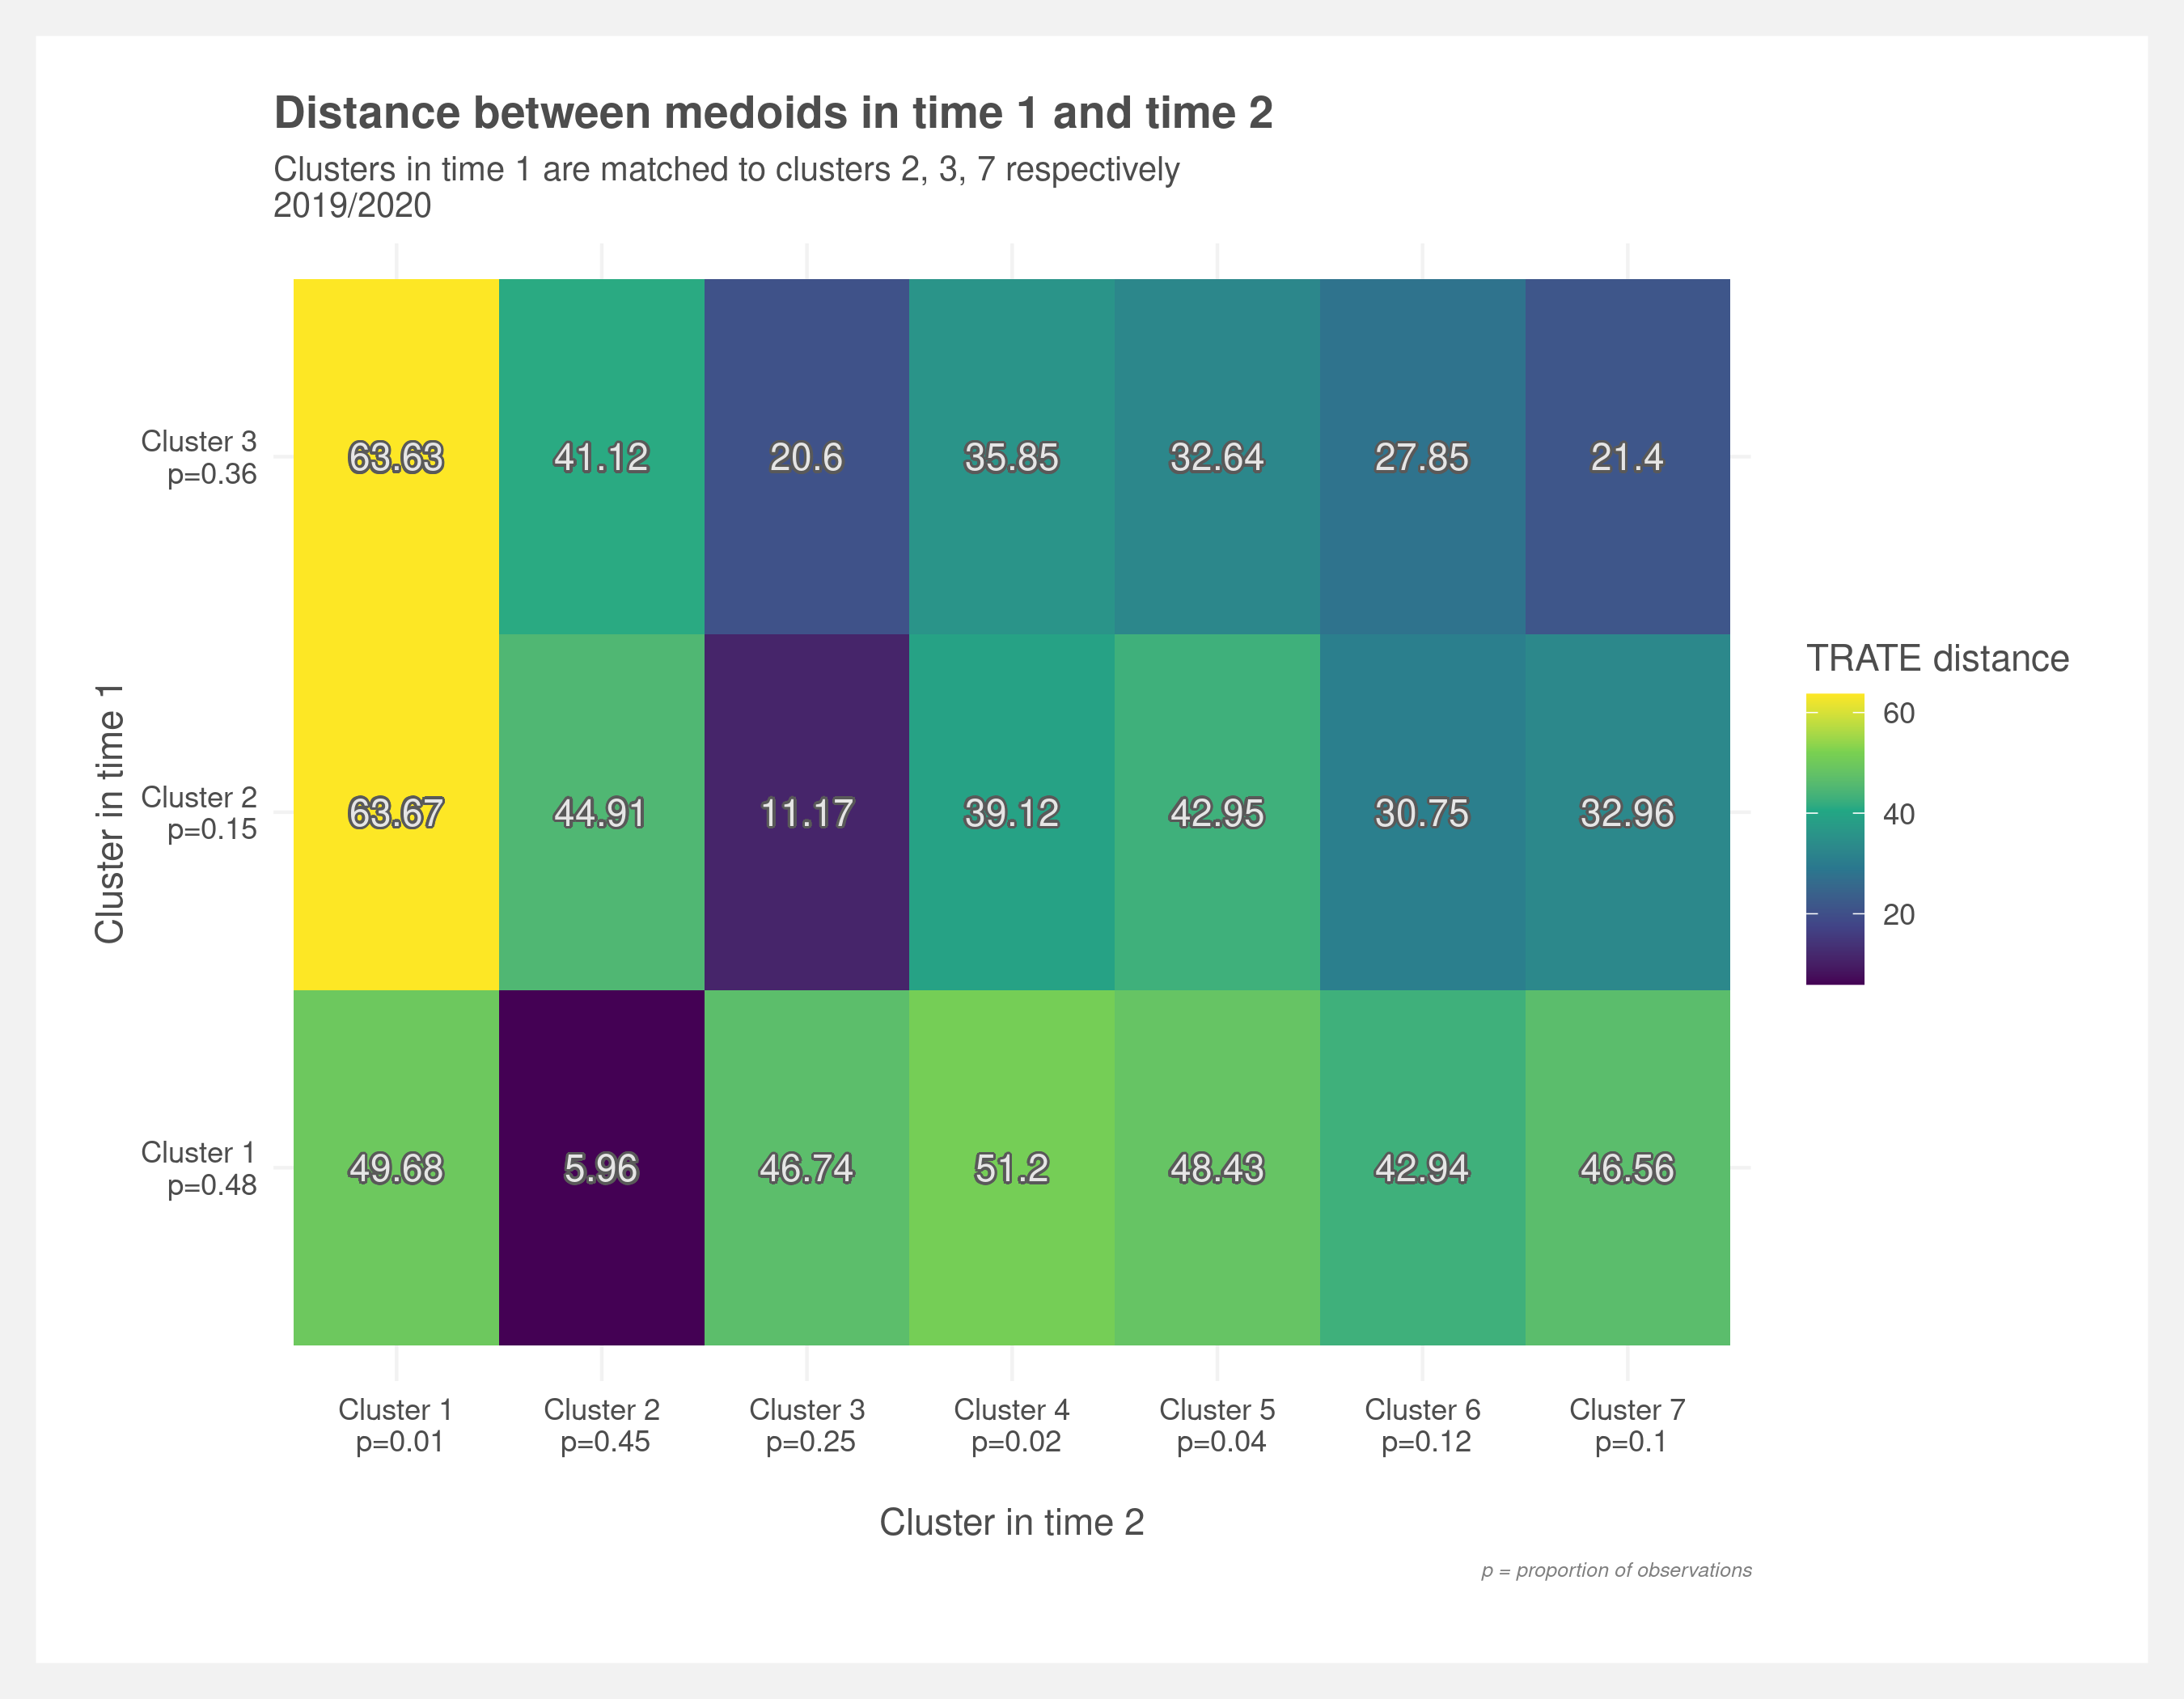 Distance between medoids in time 1 and time 2
Clusters in time 1 are matched to clusters 2, 3, 7 respectively
2019/2020
Cluster in time 1
Cluster 3
p=0.36
63.63 41.12 20.6 35.85 32.64 27.85 21.4
Cluster 2
p=0.15
63.67 44.91 11.17 39.12 42.95 30.75 32.96
Cluster 1
p=0.48
49.68 5.96 46.74 51.2 48.43 42.94 46.56
Cluster 1 Cluster 2 Cluster 3 Cluster 4 Cluster 5 Cluster 6 Cluster 7
p=0.01 p=0.45 p=0.25 p=0.02 p=0.04 p=0.12 p=0.1
Cluster in time 2
TRATE distance
60
40
20
p = proportion of observations